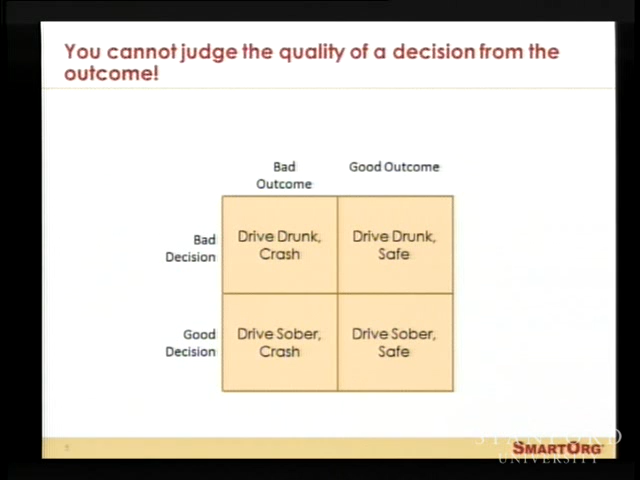 You cannot judge the quality of a decision from the
outcome!
Bad
Outcome
Good Outcome
Bad
Decision
Drive Drunk,
Crash
Drive Drunk,
Safe
Good
Decision
Drive Sober,
Crash
Drive Sober,
Safe
5
STANFORD
UNIVERSITY
SMARTORG